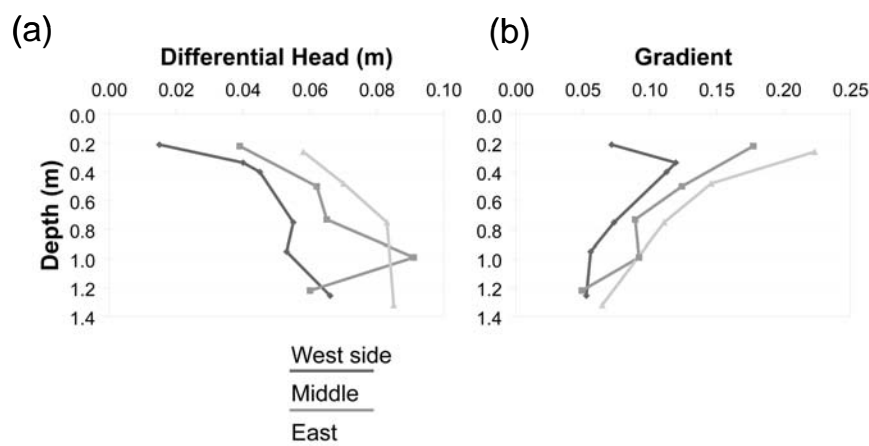 (a)
Differential Head (m)
0.00 0.02 0.04 0.06 0.08 0.10
Depth (m)
0.0
0.2
0.4
0.6
0.8
1.0
1.2
1.4
(b)
Gradient
0.00 0.05 0.10 0.15 0.20 0.25
0.0
0.2
0.4
0.6
0.8
1.0
1.2
1.4
West side
Middle
East